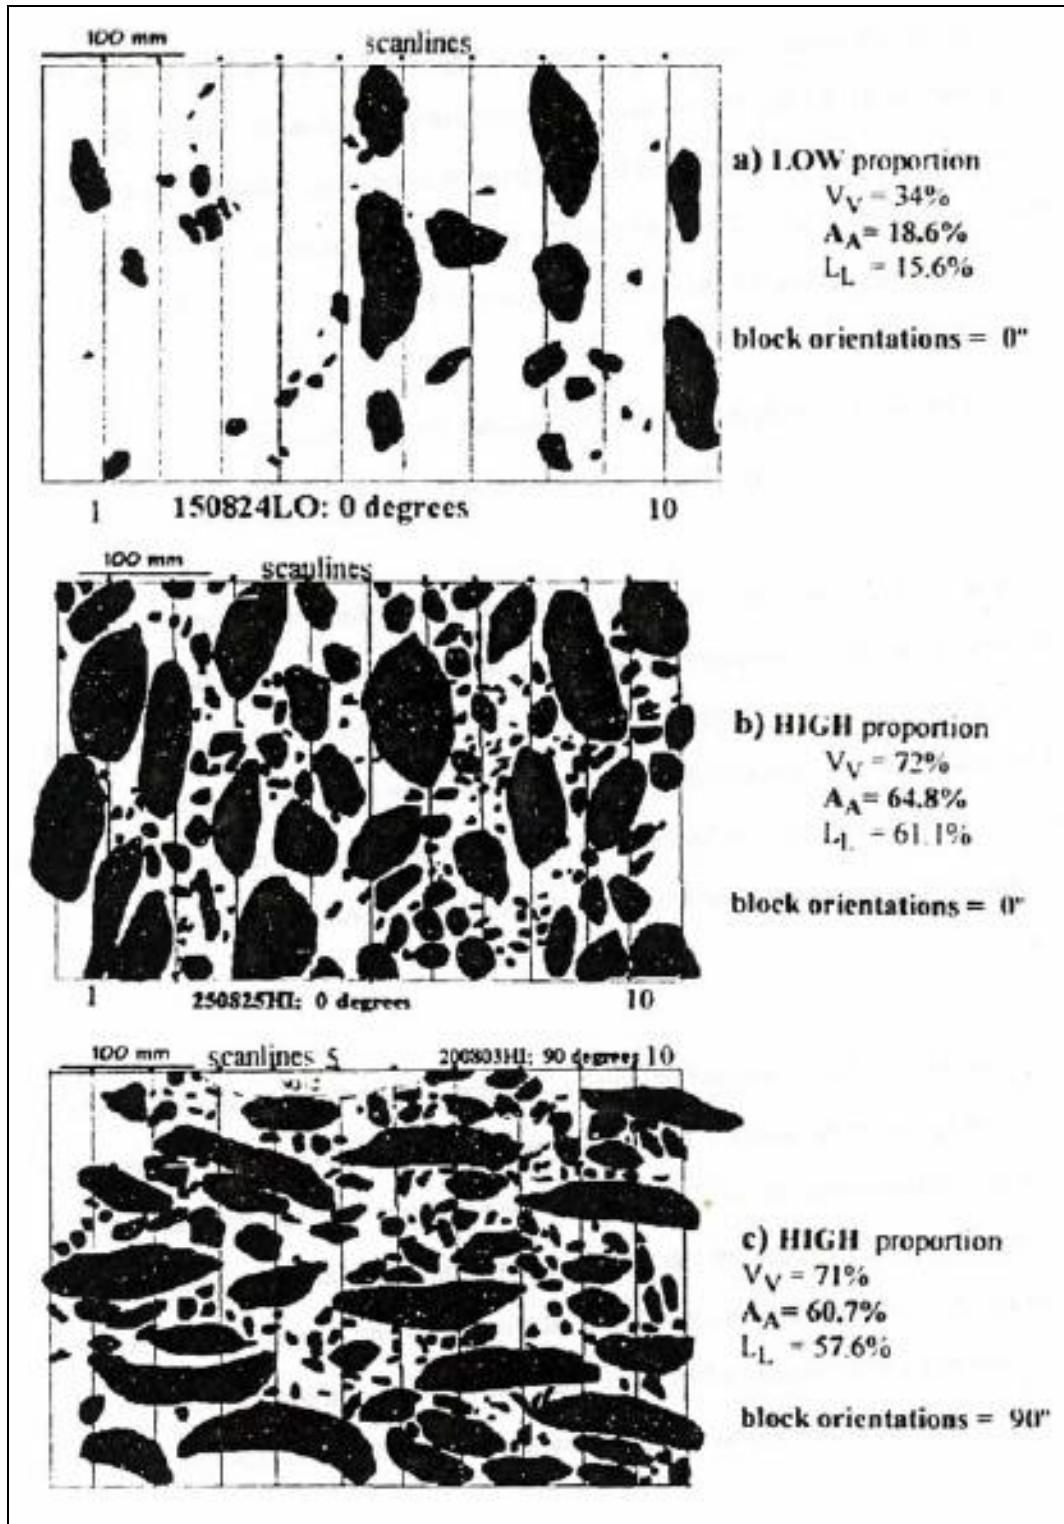 100 mm scanlines
a) LOW proportion
VV = 34%
AA = 18.6%
LL = 15.6%
block orientations = 0°
1 150824LO: 0 degrees 10
100 mm scanlines
b) HIGH proportion
VV = 72%
AA = 64.8%
LL = 61.1%
block orientations = 0°
1 250825HI: 0 degrees 10
100 mm scanlines 5 200803HI: 90 degrees 10
c) HIGH proportion
VV = 71%
AA = 60.7%
LL = 57.6%
block orientations = 90°